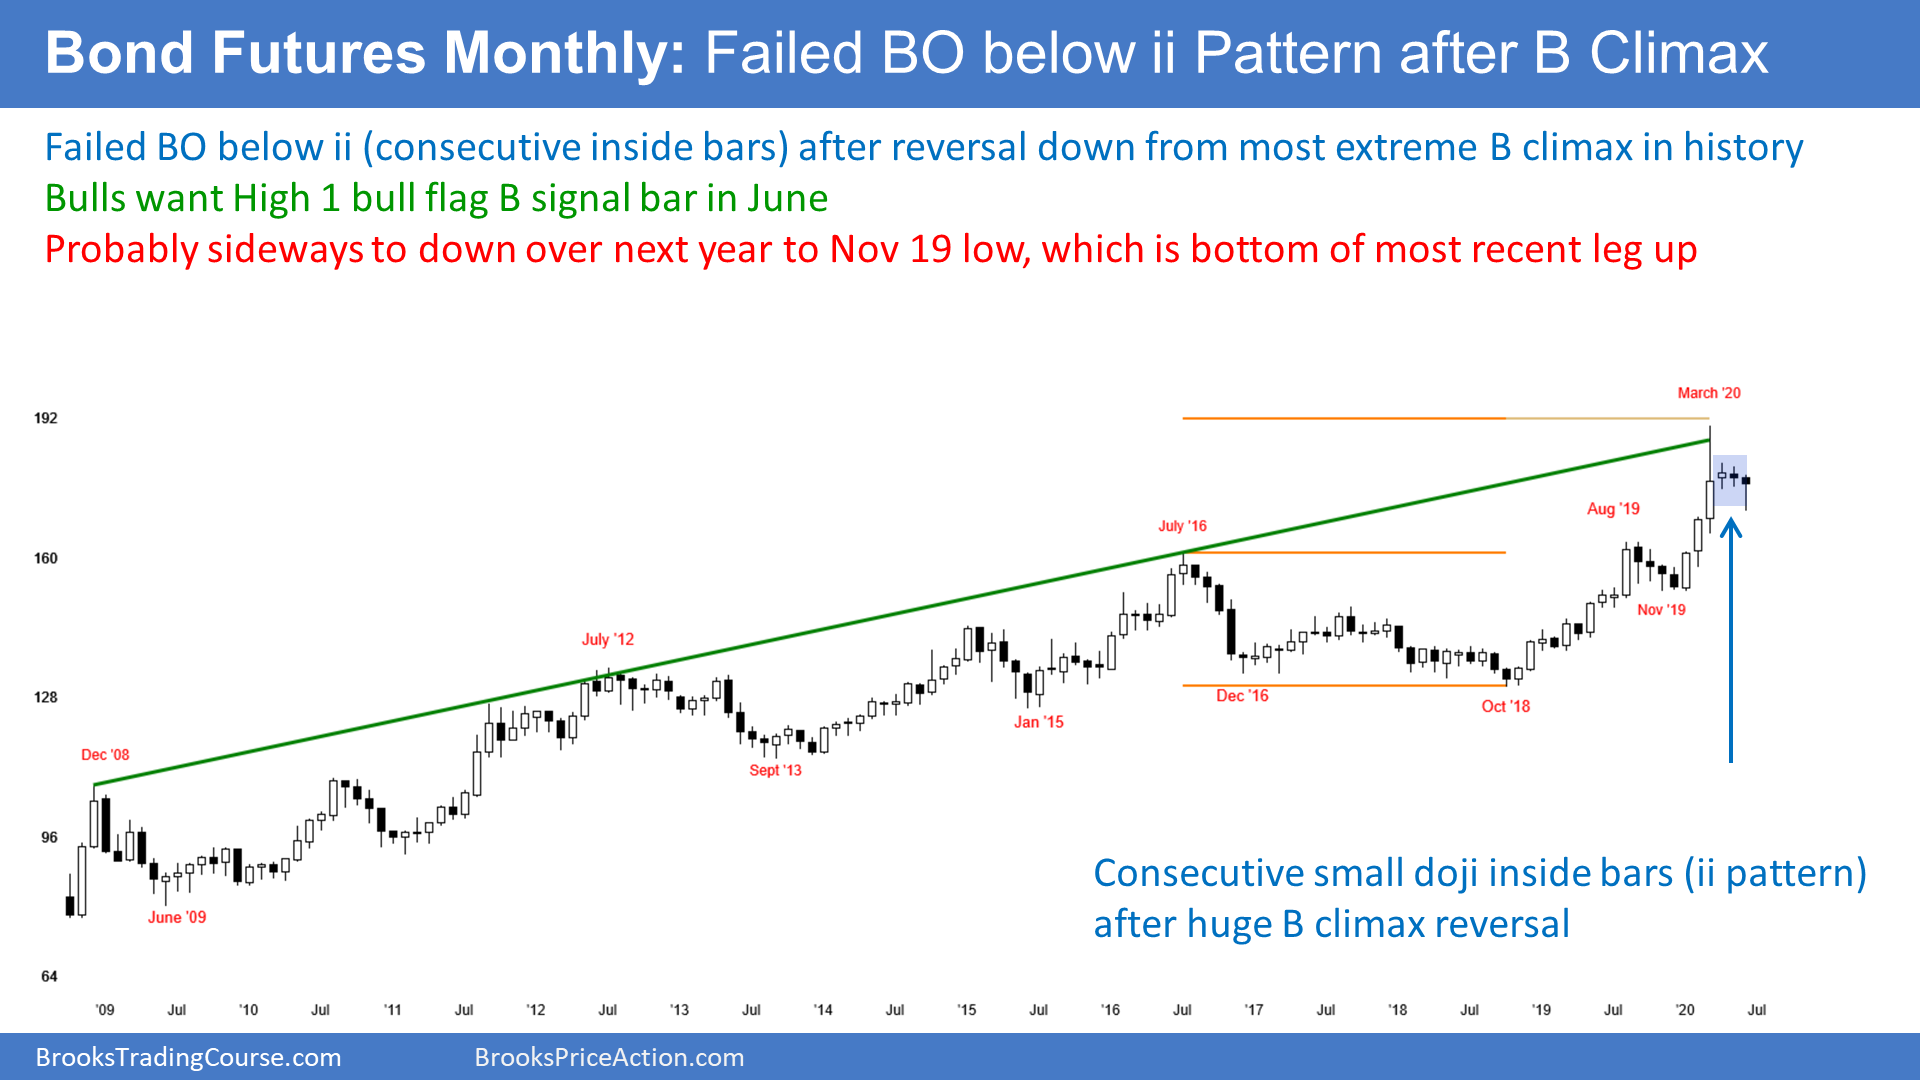 Bond Futures Monthly: Failed BO below ii Pattern after B Climax
Failed BO below ii (consecutive inside bars) after reversal down from most extreme B climax in history
Bulls want High 1 bull flag B signal bar in June
Probably sideways to down over next year to Nov 19 low, which is bottom of most recent leg up
March '20
192
Aug '19
July '16
160
Nov '19
July '12
128
Dec '16
Oct '18
Jan '15
Dec '08
Sept '13
96
Consecutive small doji inside bars (ii pattern)
after huge B climax reversal
June '09
64
'09 Jul '10 Jul '11 Jul '12 Jul '13 Jul '14 Jul '15 Jul '16 Jul '17 Jul '18 Jul '19 Jul '20 Jul
BrooksTradingCourse.com
BrooksPriceAction.com